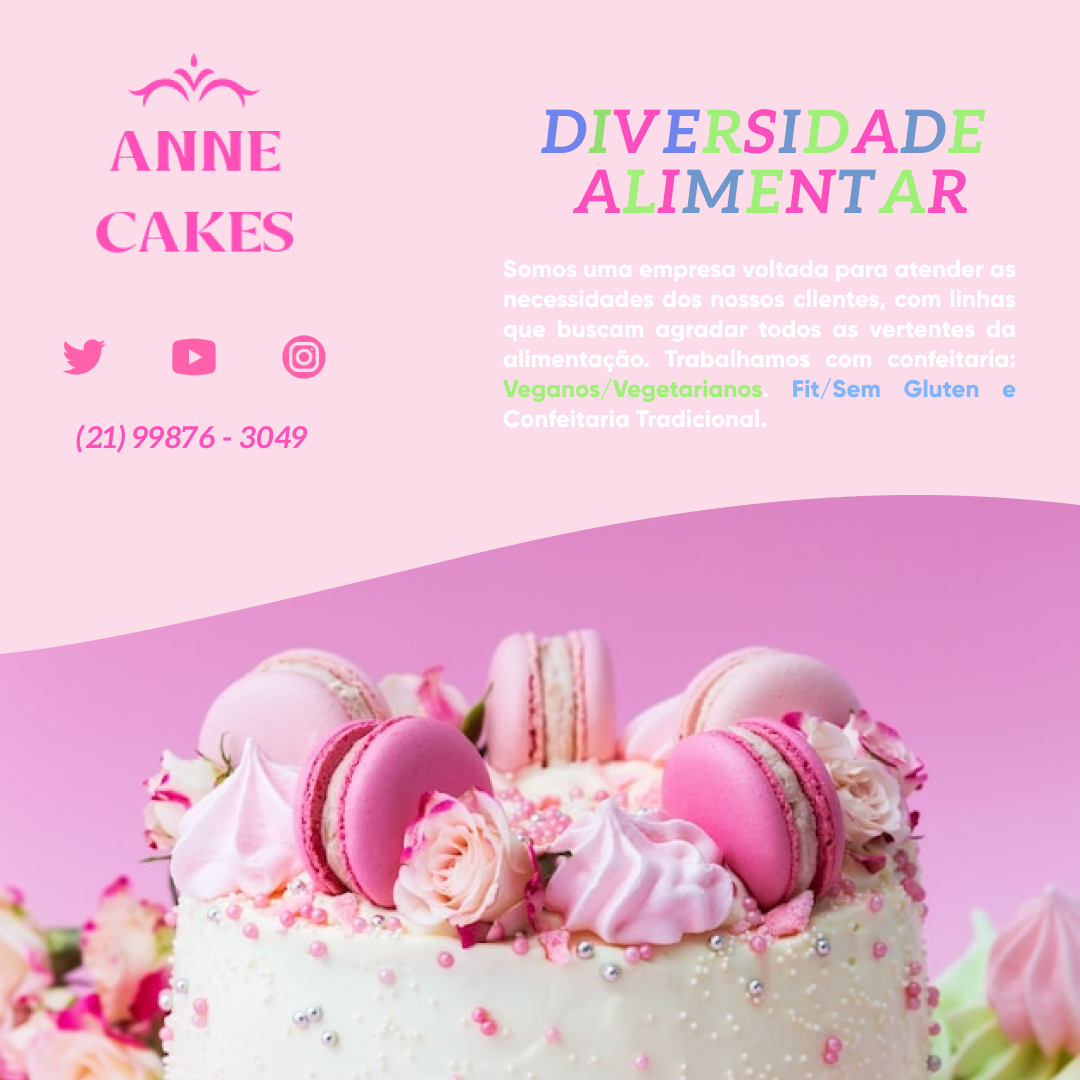 ANNE
CAKES
(21) 99876 - 3049
DIVERSIDADE
ALIMENTAR
Somos uma empresa voltada para atender as
necessidades dos nossos clientes, com linhas
que buscam agradar todos as vertentes da
alimentação. Trabalhamos com confeitaria:
Veganos/Vegetarianos. Fit/Sem Gluten e
Confeitaria Tradicional.